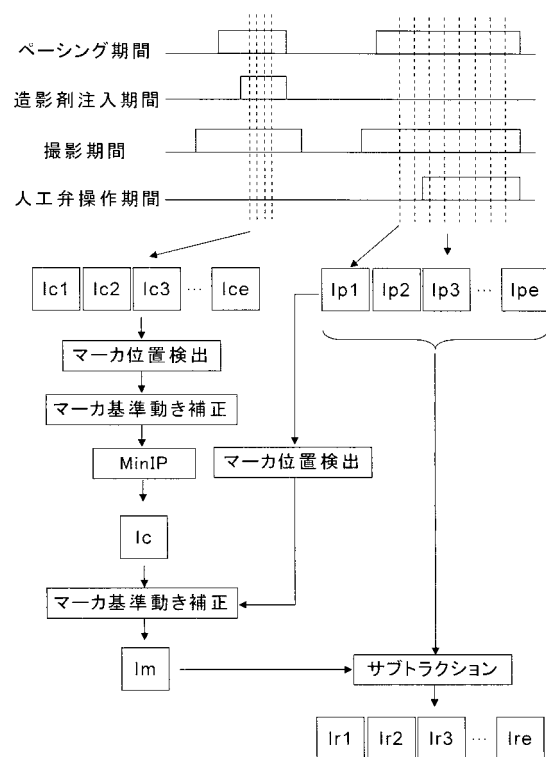 ペーシング期間
造影剤注入期間
撮影期間
人工弁操作期間
Ic1 Ic2 Ic3 … Ice
Ip1 Ip2 Ip3 … Ipe
マーカ位置検出
マーカ基準動き補正
MinIP
マーカ位置検出
Ic
マーカ基準動き補正
Im
サブトラクション
Ir1 Ir2 Ir3 … Ire